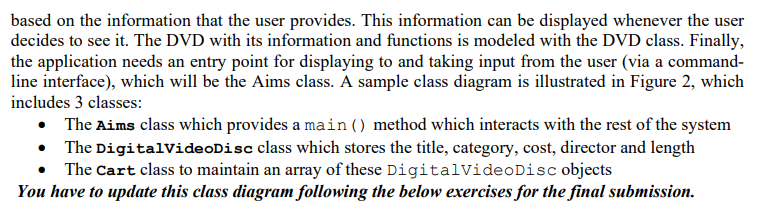 based on the information that the user provides. This information can be displayed whenever the user
decides to see it. The DVD with its information and functions is modeled with the DVD class. Finally,
the application needs an entry point for displaying to and taking input from the user (via a command-
line interface), which will be the Aims class. A sample class diagram is illustrated in Figure 2, which
includes 3 classes:
• The Aims class which provides a main() method which interacts with the rest of the system
• The DigitalVideoDisc class which stores the title, category, cost, director and length
• The Cart class to maintain an array of these DigitalVideoDisc objects
You have to update this class diagram following the below exercises for the final submission.